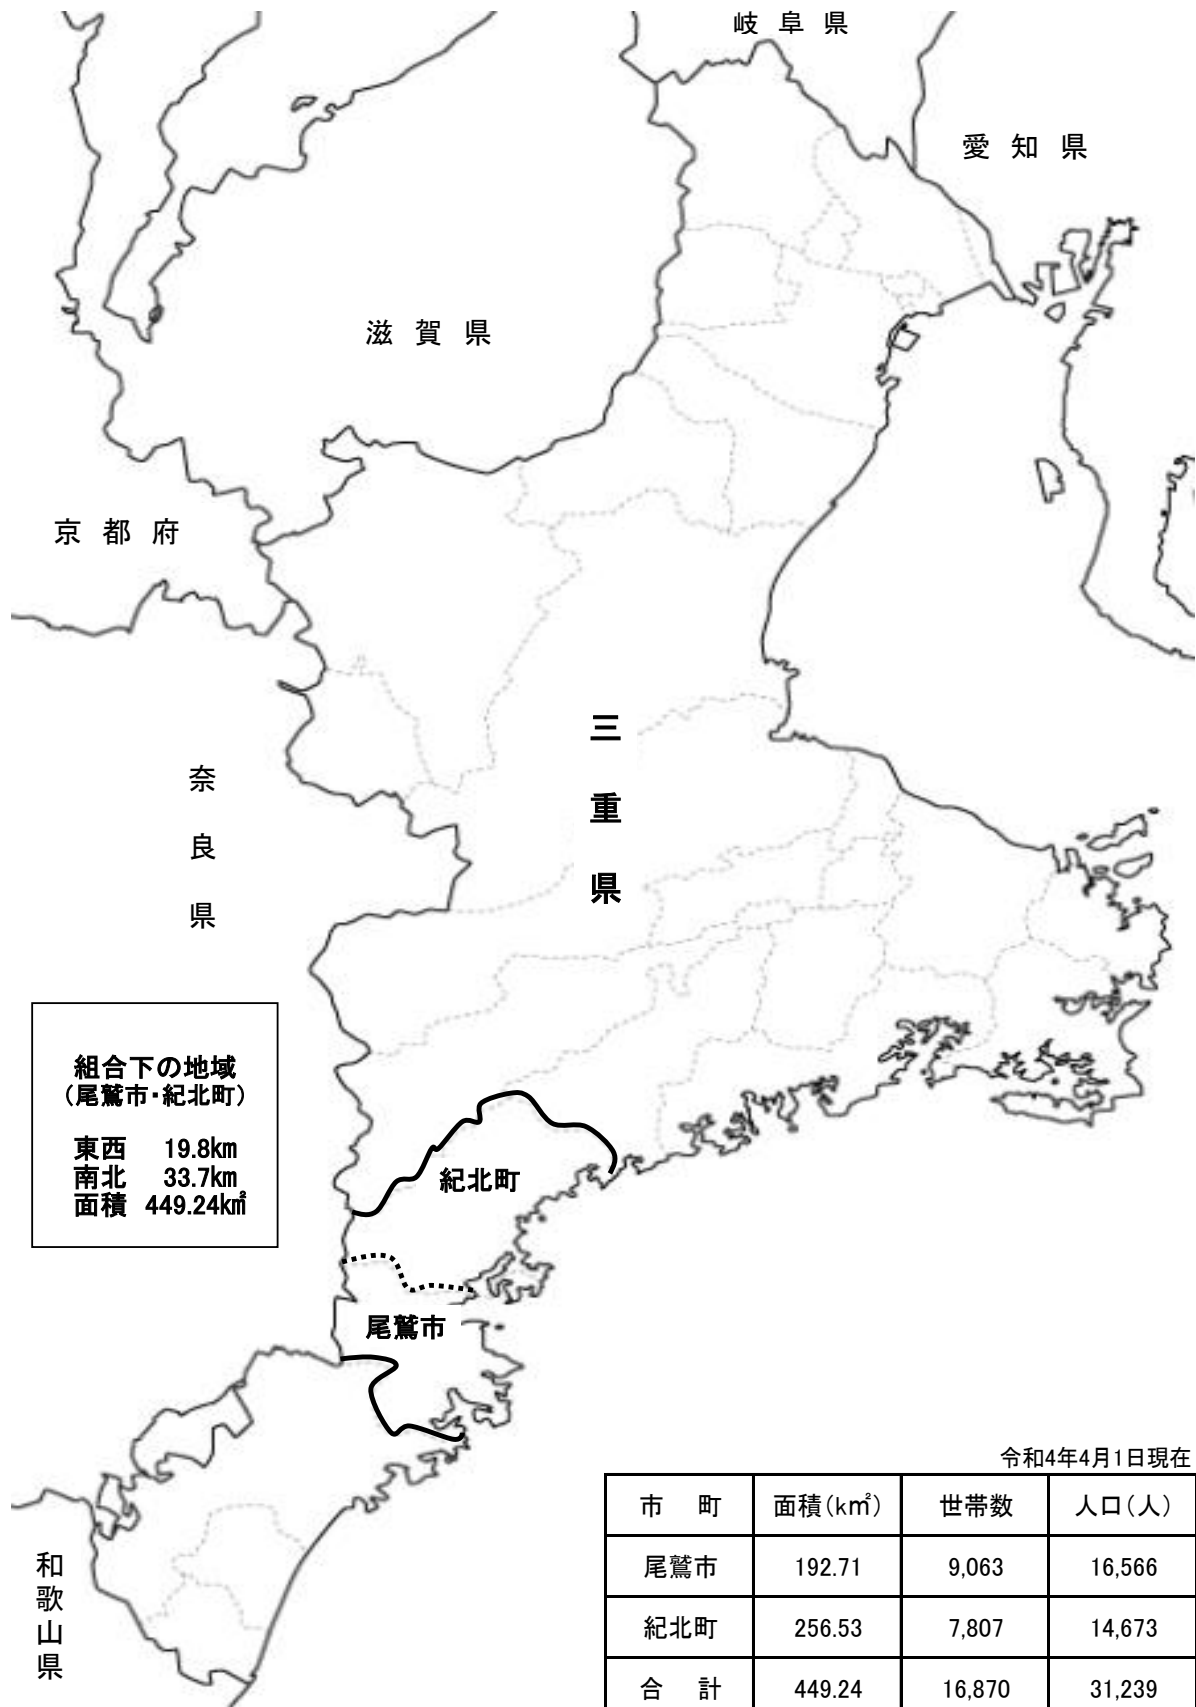 岐阜県
愛知県
滋賀県
京都府
三重県
奈良県
組合下の地域
（尾鷲市・紀北町）
東西 19.8km
南北 33.7km
面積 449.24k㎡
紀北町
尾鷲市
和歌山県
令和4年4月1日現在
市 町 面積（k㎡） 世帯数 人口（人）
尾鷲市 192.71 9,063 16,566
紀北町 256.53 7,807 14,673
合 計 449.24 16,870 31,239